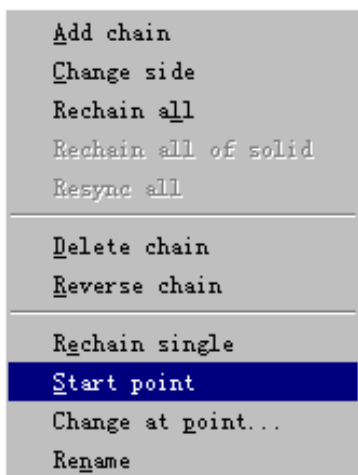 Add chain
Change side
Rechain all
Rechain all of solid
Resync all
Delete chain
Reverse chain
Rechain single
Start point
Change at point...
Rename